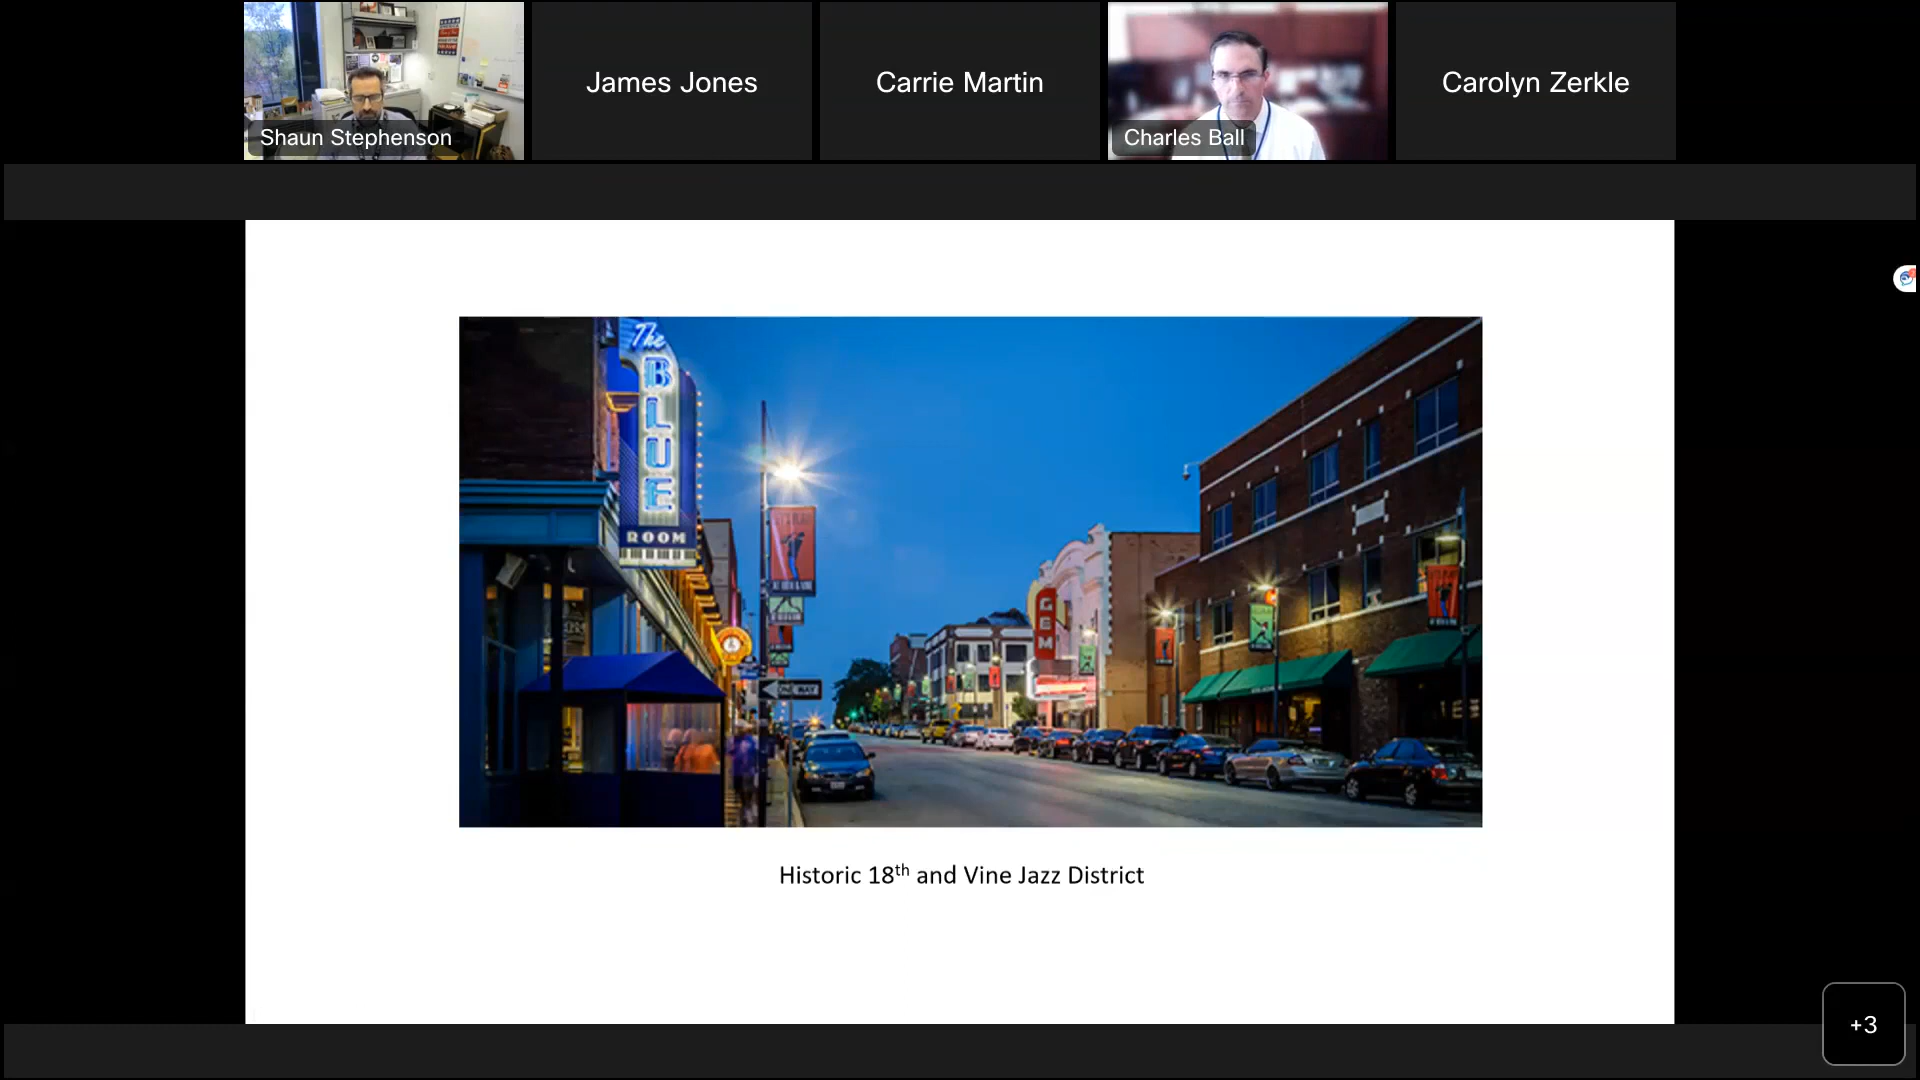 James Jones
Carrie Martin
Carolyn Zerkle
Shaun Stephenson
Charles Ball
The
BLUE
ROOM
GEM
ONE WAY
Historic 18th and Vine Jazz District
+3